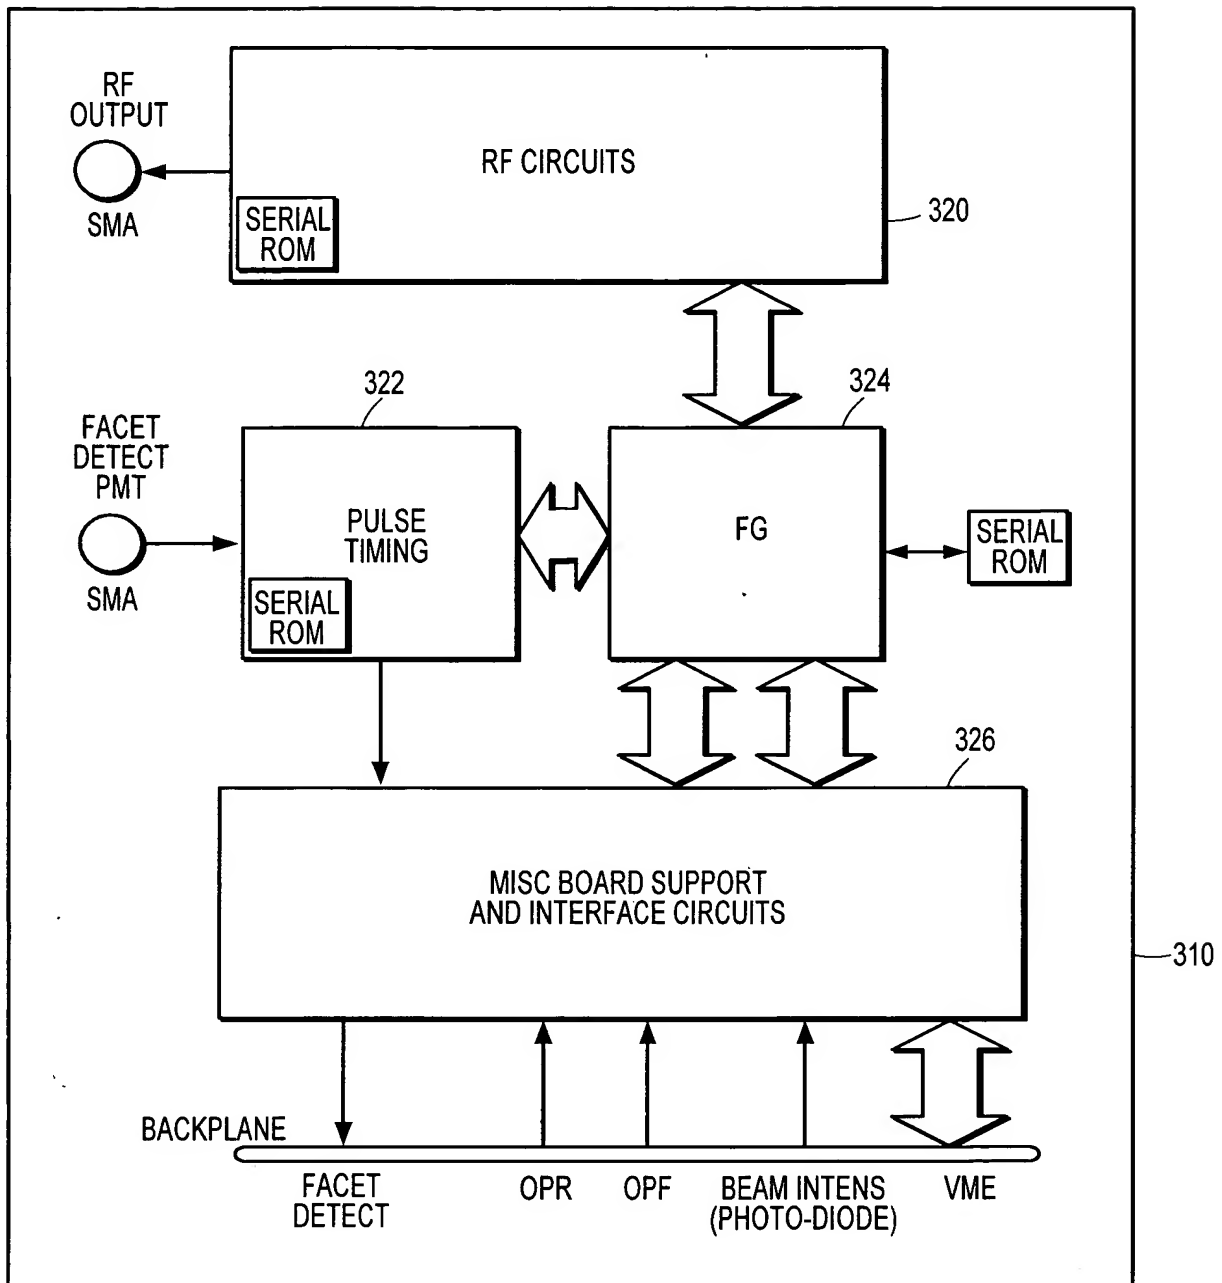 RF
OUTPUT
SMA
RF CIRCUITS
SERIAL
ROM
320
322
324
FACET
DETECT
PMT
SMA
PULSE
TIMING
SERIAL
ROM
FG
SERIAL
ROM
326
MISC BOARD SUPPORT
AND INTERFACE CIRCUITS
310
BACKPLANE
FACET
DETECT
OPR
OPF
BEAM INTENS
(PHOTO-DIODE)
VME